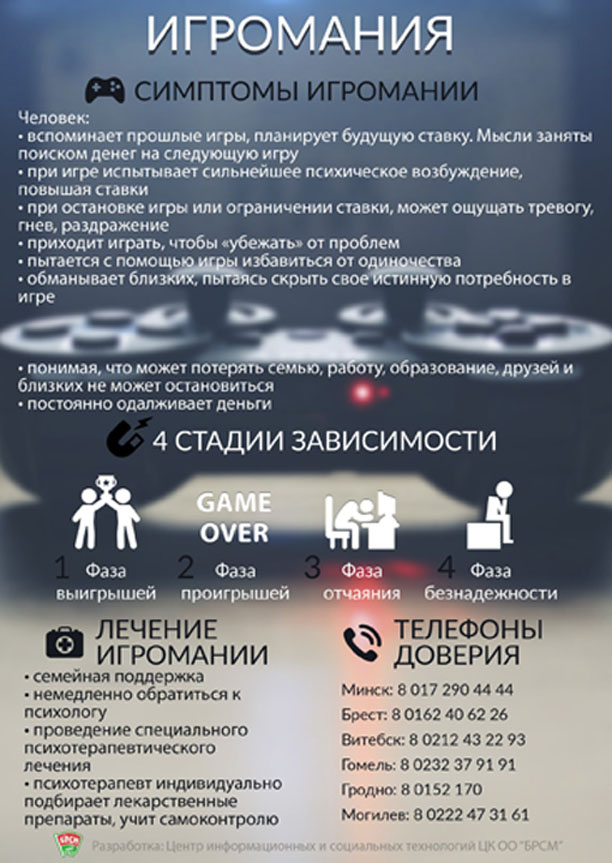 ИГРОМАНИЯ
СИМПТОМЫ ИГРОМАНИИ
Человек:
• вспоминает прошлые игры, планирует будущую ставку. Мысли заняты
поиском денег на следующую игру
• при игре испытывает сильнейшее психическое возбуждение,
повышая ставки
• при остановке игры или ограничении ставки, может ощущать тревогу,
гнев, раздражение
• приходит играть, чтобы «убежать» от проблем
• пытается с помощью игры избавиться от одиночества
• обманывает близких, пытаясь скрыть свое истинную потребность в
игре
• понимая, что может потерять семью, работу, образование, друзей и
близких не может остановиться
• постоянно одалживает деньги
4 СТАДИИ ЗАВИСИМОСТИ
GAME
OVER
1 Фаза
выигрышей
2 Фаза
проигрышей
3 Фаза
отчаяния
4 Фаза
безнадежности
ЛЕЧЕНИЕ
ИГРОМАНИИ
• семейная поддержка
• немедленно обратиться к
психологу
• проведение специального
психотерапевтического
лечения
• психотерапевт индивидуально
подбирает лекарственные
препараты, учит самоконтролю
ТЕЛЕФОНЫ
ДОВЕРИЯ
Минск: 8 017 290 44 44
Брест: 8 0162 40 62 26
Витебск: 8 0212 43 22 93
Гомель: 8 0232 37 91 91
Гродно: 8 0152 170
Могилев: 8 0222 47 31 61
БРСМ
Разработка: Центр информационных и социальных технологий ЦК ОО "БРСМ"